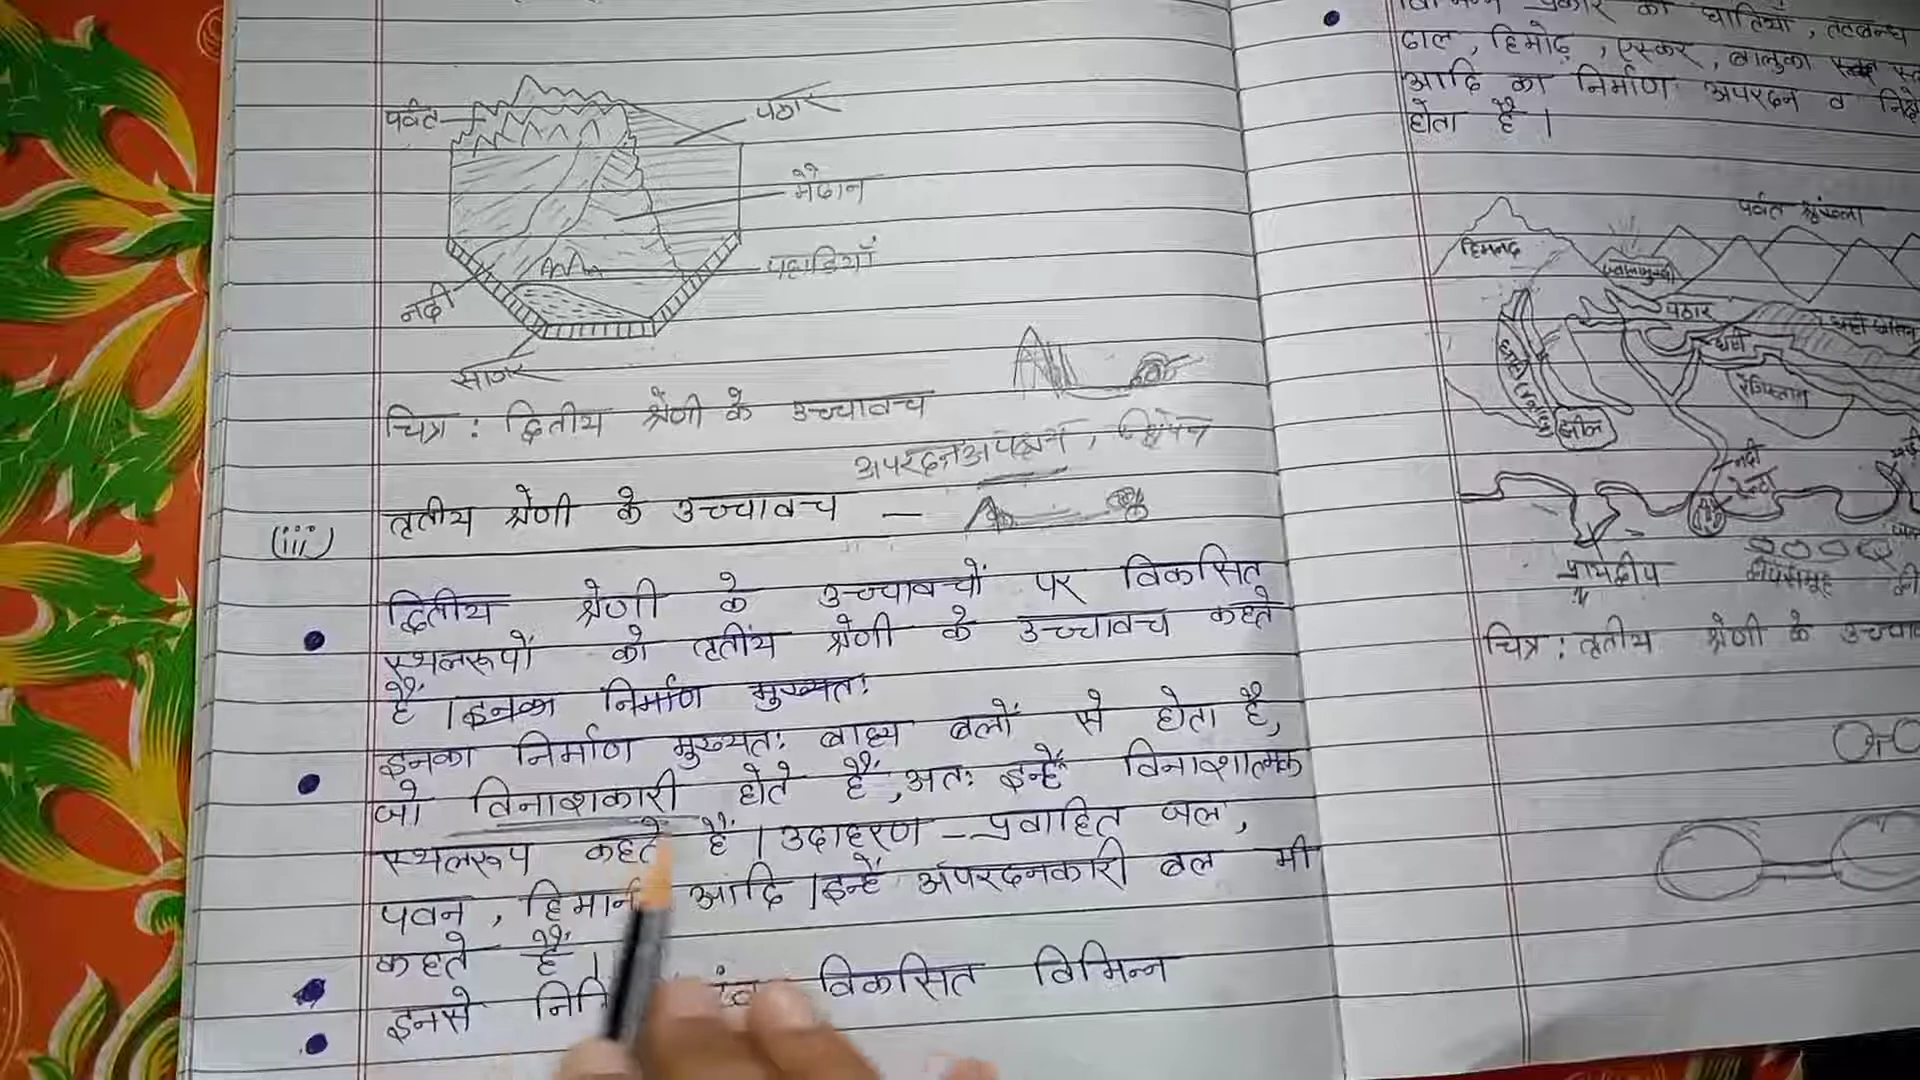 पर्वत
पठार
मैदान
पहाडियाँ
नदी
सागर
चित्र : द्वितीय श्रेणी के उच्चावच
अपरदन
(iii) तृतीय श्रेणी के उच्चावच —
द्वितीय श्रेणी के उच्चावचों पर विकसित
स्थलरूपों को तृतीय श्रेणी के उच्चावच कहते
हैं । इनका निर्माण मुख्यतः
इनका निर्माण मुख्यतः बाह्य बलों से होता है,
जो विनाशकारी होते हैं, अतः इन्हें विनाशात्मक
स्थलरूप कहते हैं । उदाहरण – प्रवाहित जल,
पवन , हिमानी आदि । इन्हें अपरदनकारी बल भी
कहते हैं ।
इनसे विकसित विभिन्न
प्रकार की घाटियाँ , तटबन्ध
ढाल , हिमोढ़ , एस्कर , बालुका
आदि का निर्माण अपरदन व
होता है ।
पर्वत श्रृंखला
हिमनद
ज्वालामुखी
पठार
घाटी
रेगिस्तान
झील
नदी
डेल्टा
प्रायद्वीप
द्वीपसमूह
चित्र : तृतीय श्रेणी के